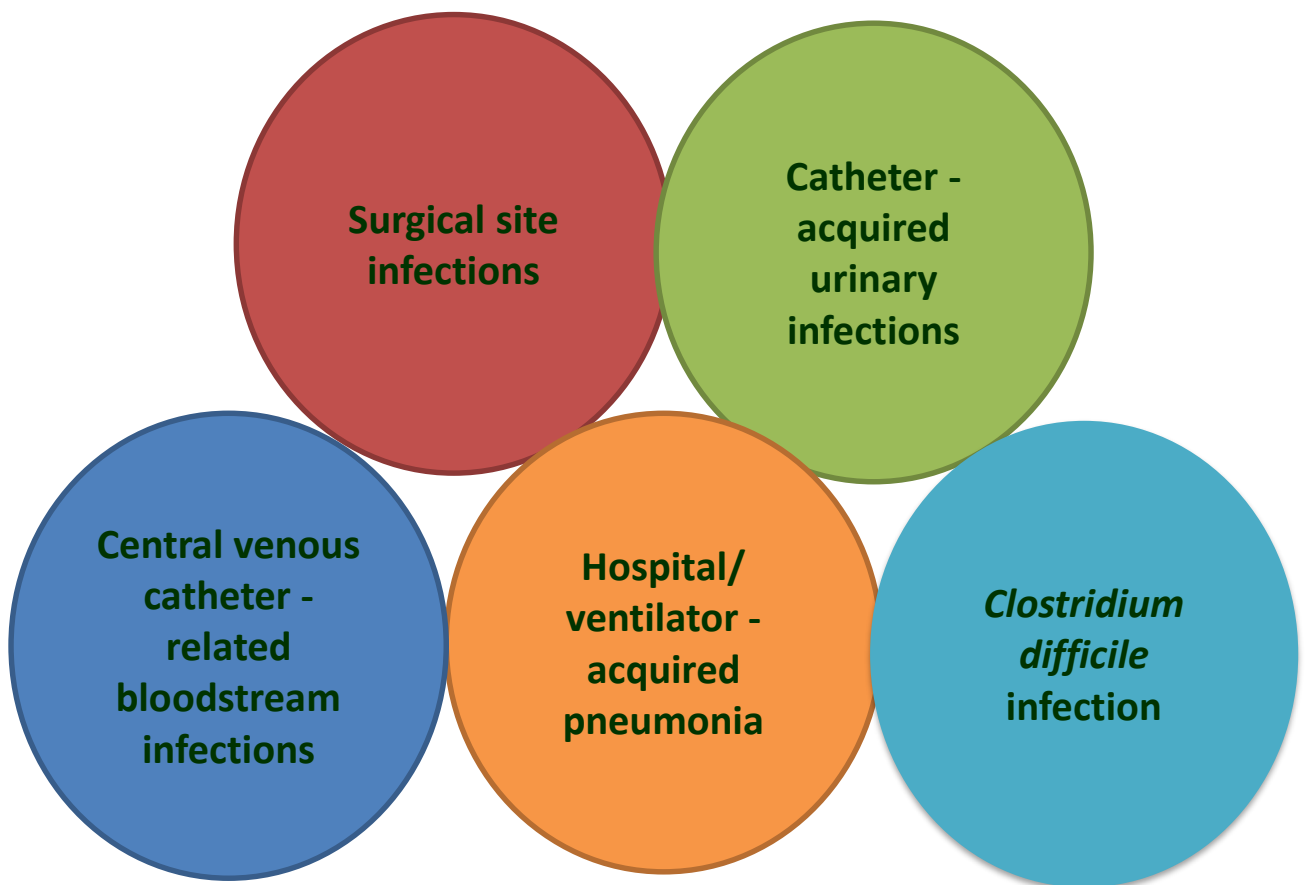 Surgical site
infections
Catheter -
acquired
urinary
infections
Central venous
catheter -
related
bloodstream
infections
Hospital/
ventilator -
acquired
pneumonia
Clostridium
difficile
infection